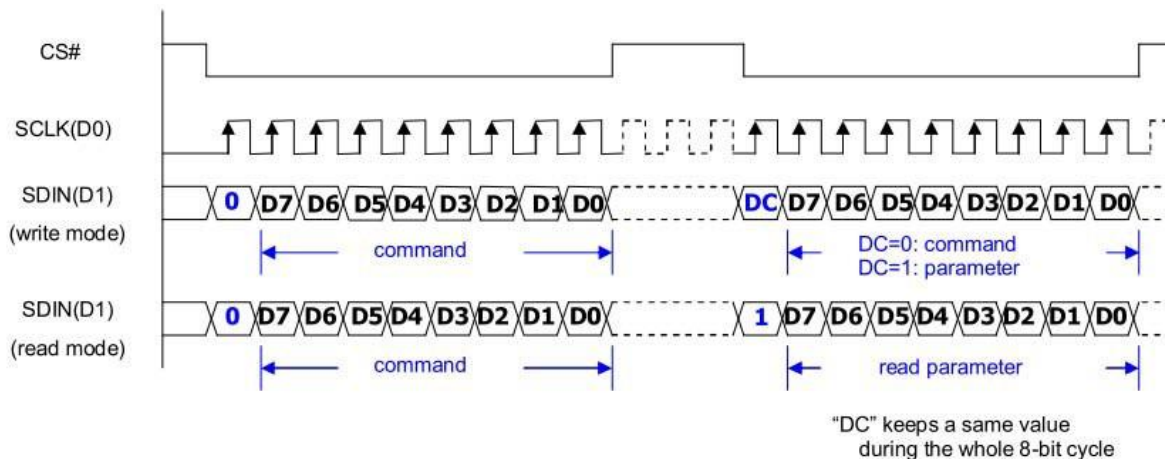 CS#
SCLK(D0)
SDIN(D1) 0 D7 D6 D5 D4 D3 D2 D1 D0 DC D7 D6 D5 D4 D3 D2 D1 D0
(write mode) command DC=0: command
DC=1: parameter
SDIN(D1) 0 D7 D6 D5 D4 D3 D2 D1 D0 1 D7 D6 D5 D4 D3 D2 D1 D0
(read mode) command read parameter
“DC” keeps a same value
during the whole 8-bit cycle